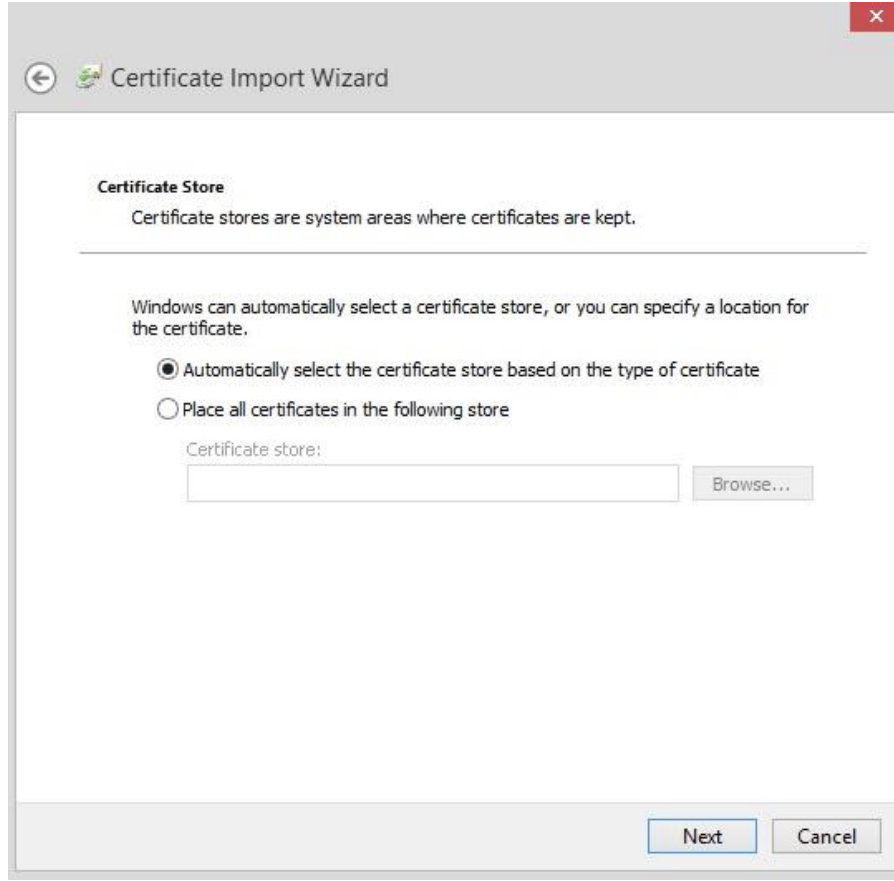 Certificate Import Wizard
Certificate Store
Certificate stores are system areas where certificates are kept.
Windows can automatically select a certificate store, or you can specify a location for
the certificate.
Automatically select the certificate store based on the type of certificate
Place all certificates in the following store
Certificate store:
Browse...
Next Cancel